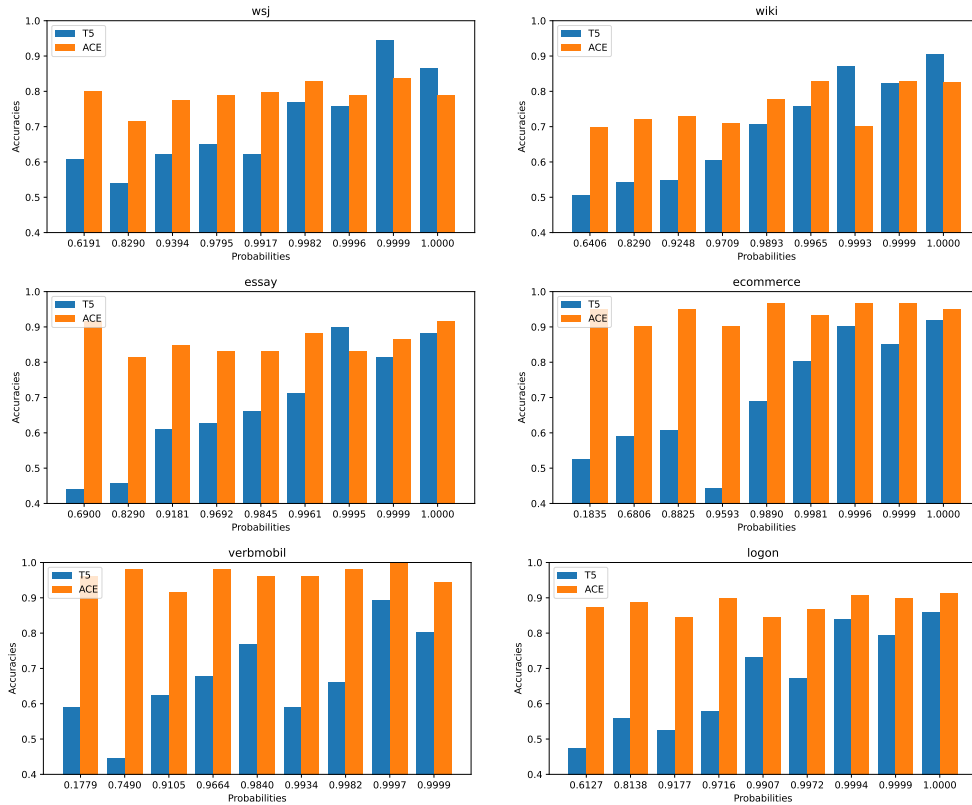 wsj
1.0
0.9
0.8
0.7
0.6
0.5
0.4
Accuracies
T5
ACE
0.6191 0.8290 0.9394 0.9795 0.9917 0.9982 0.9996 0.9999 1.0000
Probabilities
wiki
1.0
0.9
0.8
0.7
0.6
0.5
0.4
Accuracies
T5
ACE
0.6406 0.8290 0.9248 0.9709 0.9893 0.9965 0.9993 0.9999 1.0000
Probabilities
essay
1.0
0.9
0.8
0.7
0.6
0.5
0.4
Accuracies
T5
ACE
0.6900 0.8290 0.9181 0.9692 0.9845 0.9961 0.9995 0.9999 1.0000
Probabilities
ecommerce
1.0
0.9
0.8
0.7
0.6
0.5
0.4
Accuracies
T5
ACE
0.1835 0.6806 0.8825 0.9593 0.9890 0.9981 0.9996 0.9999 1.0000
Probabilities
verbmobil
1.0
0.9
0.8
0.7
0.6
0.5
0.4
Accuracies
T5
ACE
0.1779 0.7490 0.9105 0.9664 0.9840 0.9934 0.9982 0.9997 0.9999
Probabilities
logon
1.0
0.9
0.8
0.7
0.6
0.5
0.4
Accuracies
T5
ACE
0.6127 0.8138 0.9177 0.9716 0.9907 0.9972 0.9994 0.9999 1.0000
Probabilities